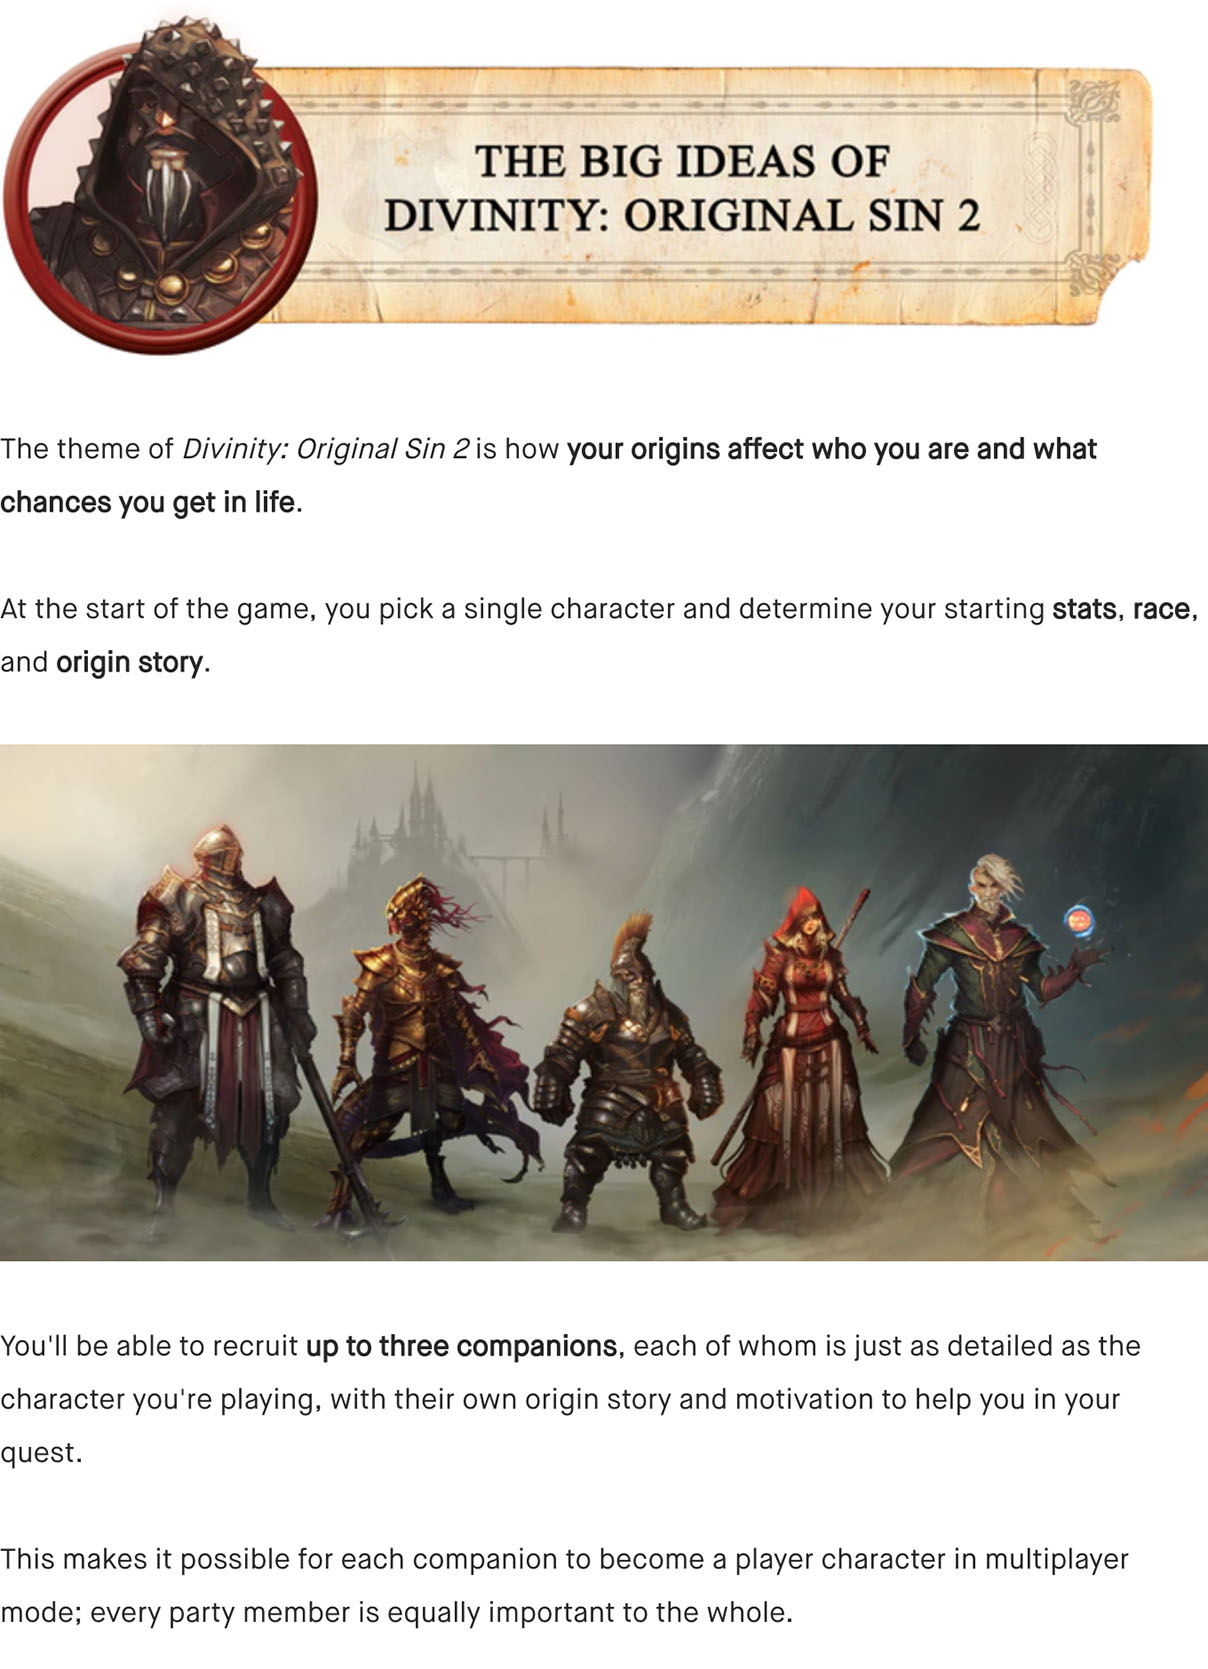 THE BIG IDEAS OF
DIVINITY: ORIGINAL SIN 2
The theme of Divinity: Original Sin 2 is how your origins affect who you are and what
chances you get in life.
At the start of the game, you pick a single character and determine your starting stats, race,
and origin story.
You'll be able to recruit up to three companions, each of whom is just as detailed as the
character you're playing, with their own origin story and motivation to help you in your
quest.
This makes it possible for each companion to become a player character in multiplayer
mode; every party member is equally important to the whole.